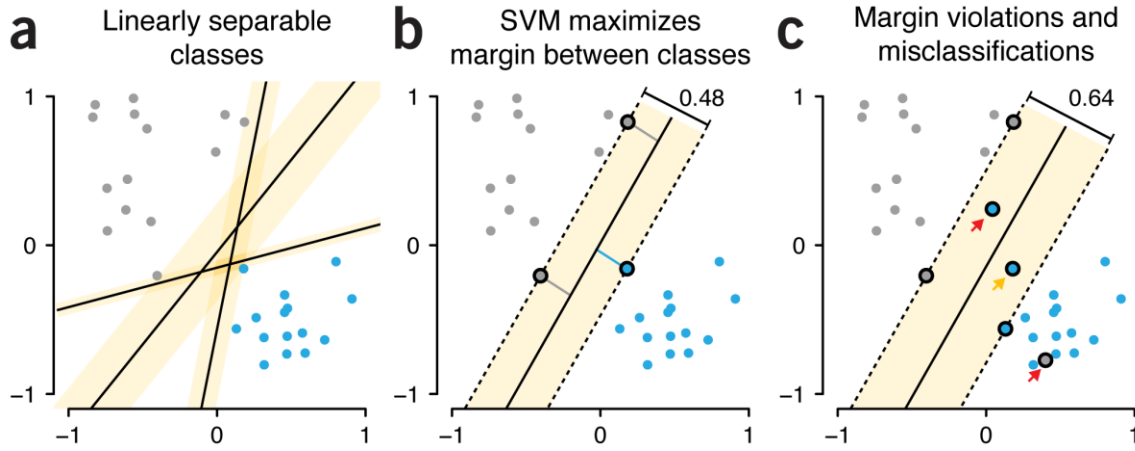 a
Linearly separable
classes
1
0
−1
−1
0
1
b
SVM maximizes
margin between classes
0.48
1
0
−1
−1
0
1
c
Margin violations and
misclassifications
0.64
1
0
−1
−1
0
1